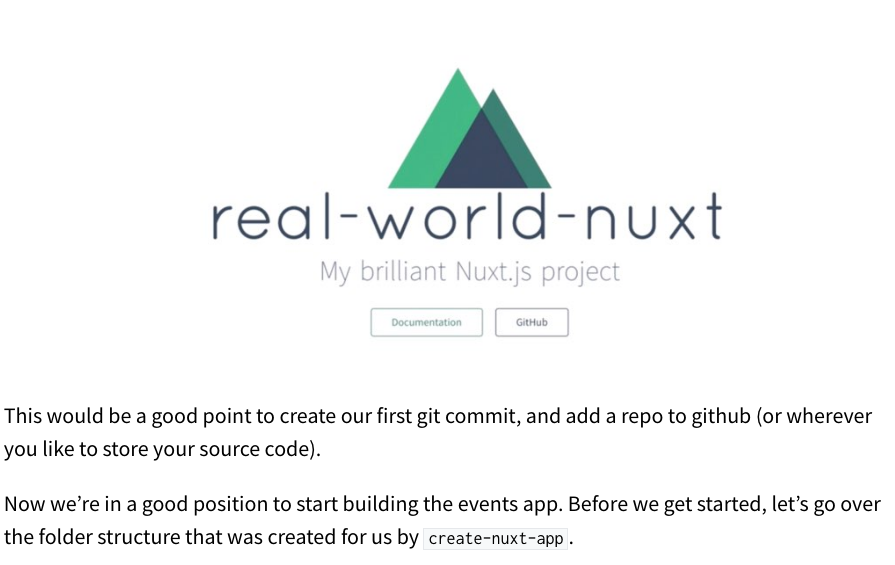 real-world-nuxt
My brilliant Nuxt.js project
Documentation GitHub
This would be a good point to create our first git commit, and add a repo to github (or wherever
you like to store your source code).
Now we’re in a good position to start building the events app. Before we get started, let’s go over
the folder structure that was created for us by create-nuxt-app.